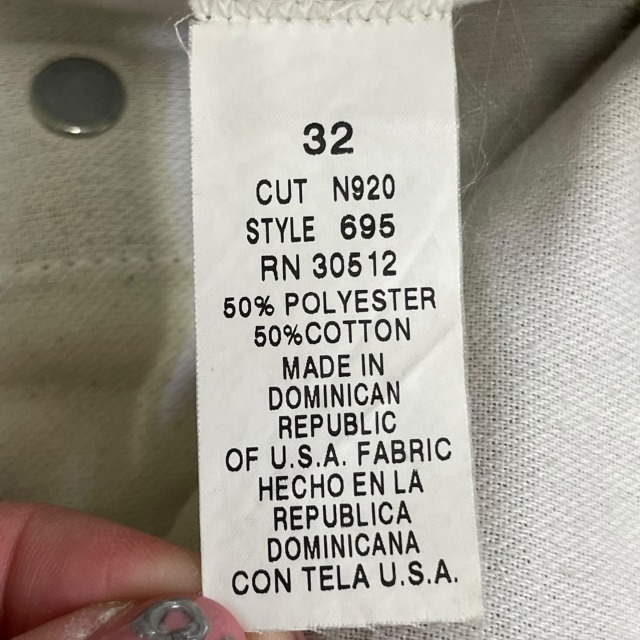 32
CUT N920
STYLE 695
RN 30512
50% POLYESTER
50%COTTON
MADE IN
DOMINICAN
REPUBLIC
OF U.S.A. FABRIC
HECHO EN LA
REPUBLICA
DOMINICANA
CON TELA U.S.A.